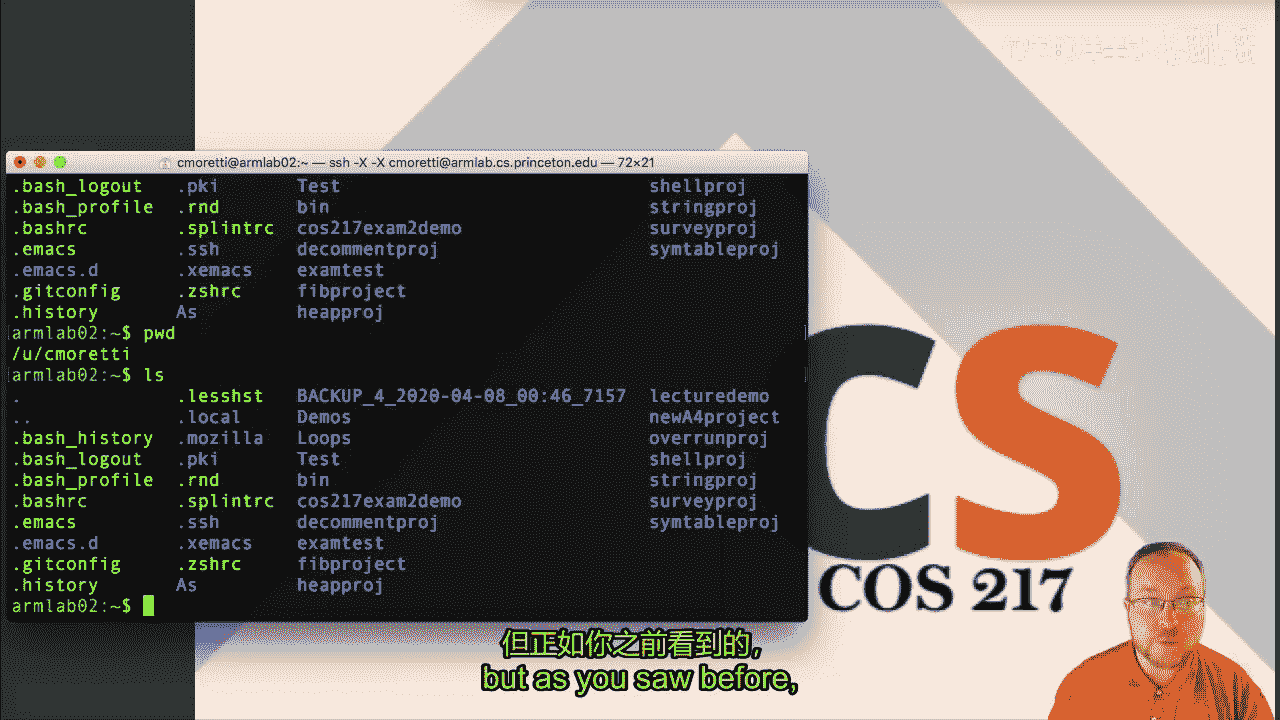 cmoretti@armlab02:~ — ssh -X -X cmoretti@armlab.cs.princeton.edu — 72×21
.bash_logout .pki Test shellproj
.bash_profile .rnd bin stringproj
.bashrc .splintrc cos217exam2demo surveyproj
.emacs .ssh decommentproj symtableproj
.emacs.d .xemacs examtest
.gitconfig .zshrc fibproject
.history As heapproj
armlab02:~$ pwd
/u/cmoretti
armlab02:~$ ls
. .lesshst BACKUP_4_2020-04-08_00:46_7157 lecturedemo
.. .local Demos newA4project
.bash_history .mozilla Loops overrunproj
.bash_logout .pki Test shellproj
.bash_profile .rnd bin stringproj
.bashrc .splintrc cos217exam2demo surveyproj
.emacs .ssh decommentproj symtableproj
.emacs.d .xemacs examtest
.gitconfig .zshrc fibproject
.history As heapproj
armlab02:~$
CS
COS 217
但正如你之前看到的,
but as you saw before,